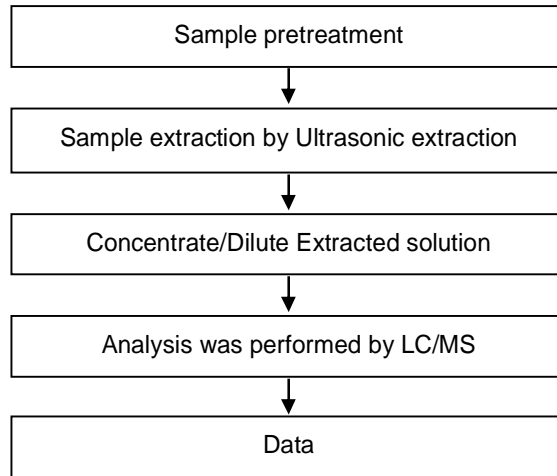 Sample pretreatment
Sample extraction by Ultrasonic extraction
Concentrate/Dilute Extracted solution
Analysis was performed by LC/MS
Data